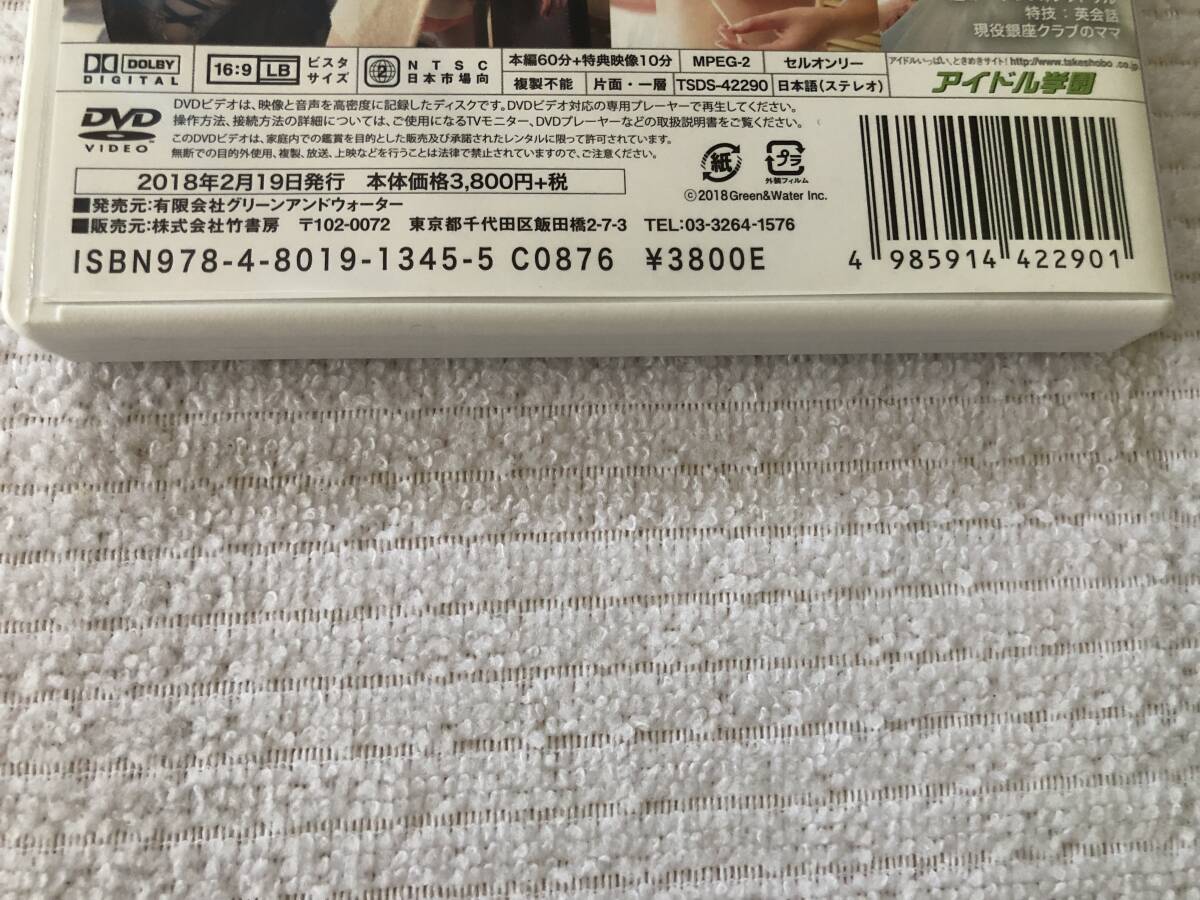 特技：英会話
現役銀座クラブのママ
DOLBY DIGITAL
16:9 LB ビスタサイズ
2 NTSC 日本市場向
本編60分+特典映像10分 MPEG-2 セルオンリー
複製不能 片面・一層 TSDS-42290 日本語(ステレオ)
アイドルいっぱい、ときめきサイト! http://www.takeshobo.co.jp
アイドル学園
DVD VIDEO
DVDビデオは、映像と音声を高密度に記録したディスクです。DVDビデオ対応の専用プレーヤーで再生してください。
操作方法、接続方法の詳細については、ご使用になるTVモニター、DVDプレーヤーなどの取扱説明書をご覧ください。
このDVDビデオは、家庭内での鑑賞を目的とした販売及び承諾されたレンタルに限って許可されています。
無断での目的外使用、複製、放送、上映などを行うことは法律で禁止されていますので、ご注意ください。
紙
プラ
外装フィルム
2018年2月19日発行 本体価格3,800円+税
©2018Green&Water Inc.
■発売元:有限会社グリーンアンドウォーター
■販売元:株式会社竹書房 〒102-0072 東京都千代田区飯田橋2-7-3 TEL:03-3264-1576
ISBN978-4-8019-1345-5 C0876 ¥3800E
4 985914 422901